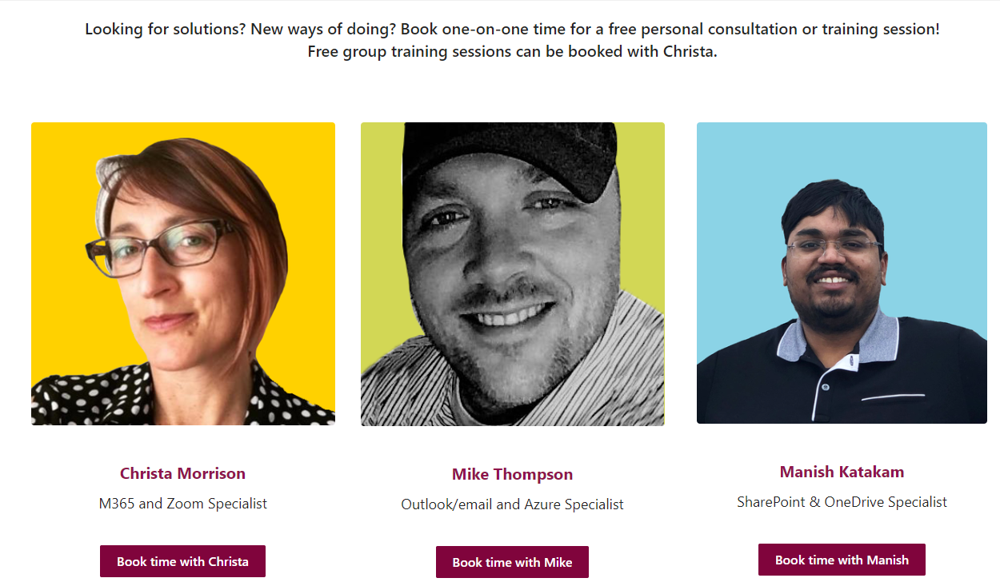 Looking for solutions? New ways of doing? Book one-on-one time for a free personal consultation or training session!
Free group training sessions can be booked with Christa.
Christa Morrison
M365 and Zoom Specialist
Book time with Christa
Mike Thompson
Outlook/email and Azure Specialist
Book time with Mike
Manish Katakam
SharePoint & OneDrive Specialist
Book time with Manish